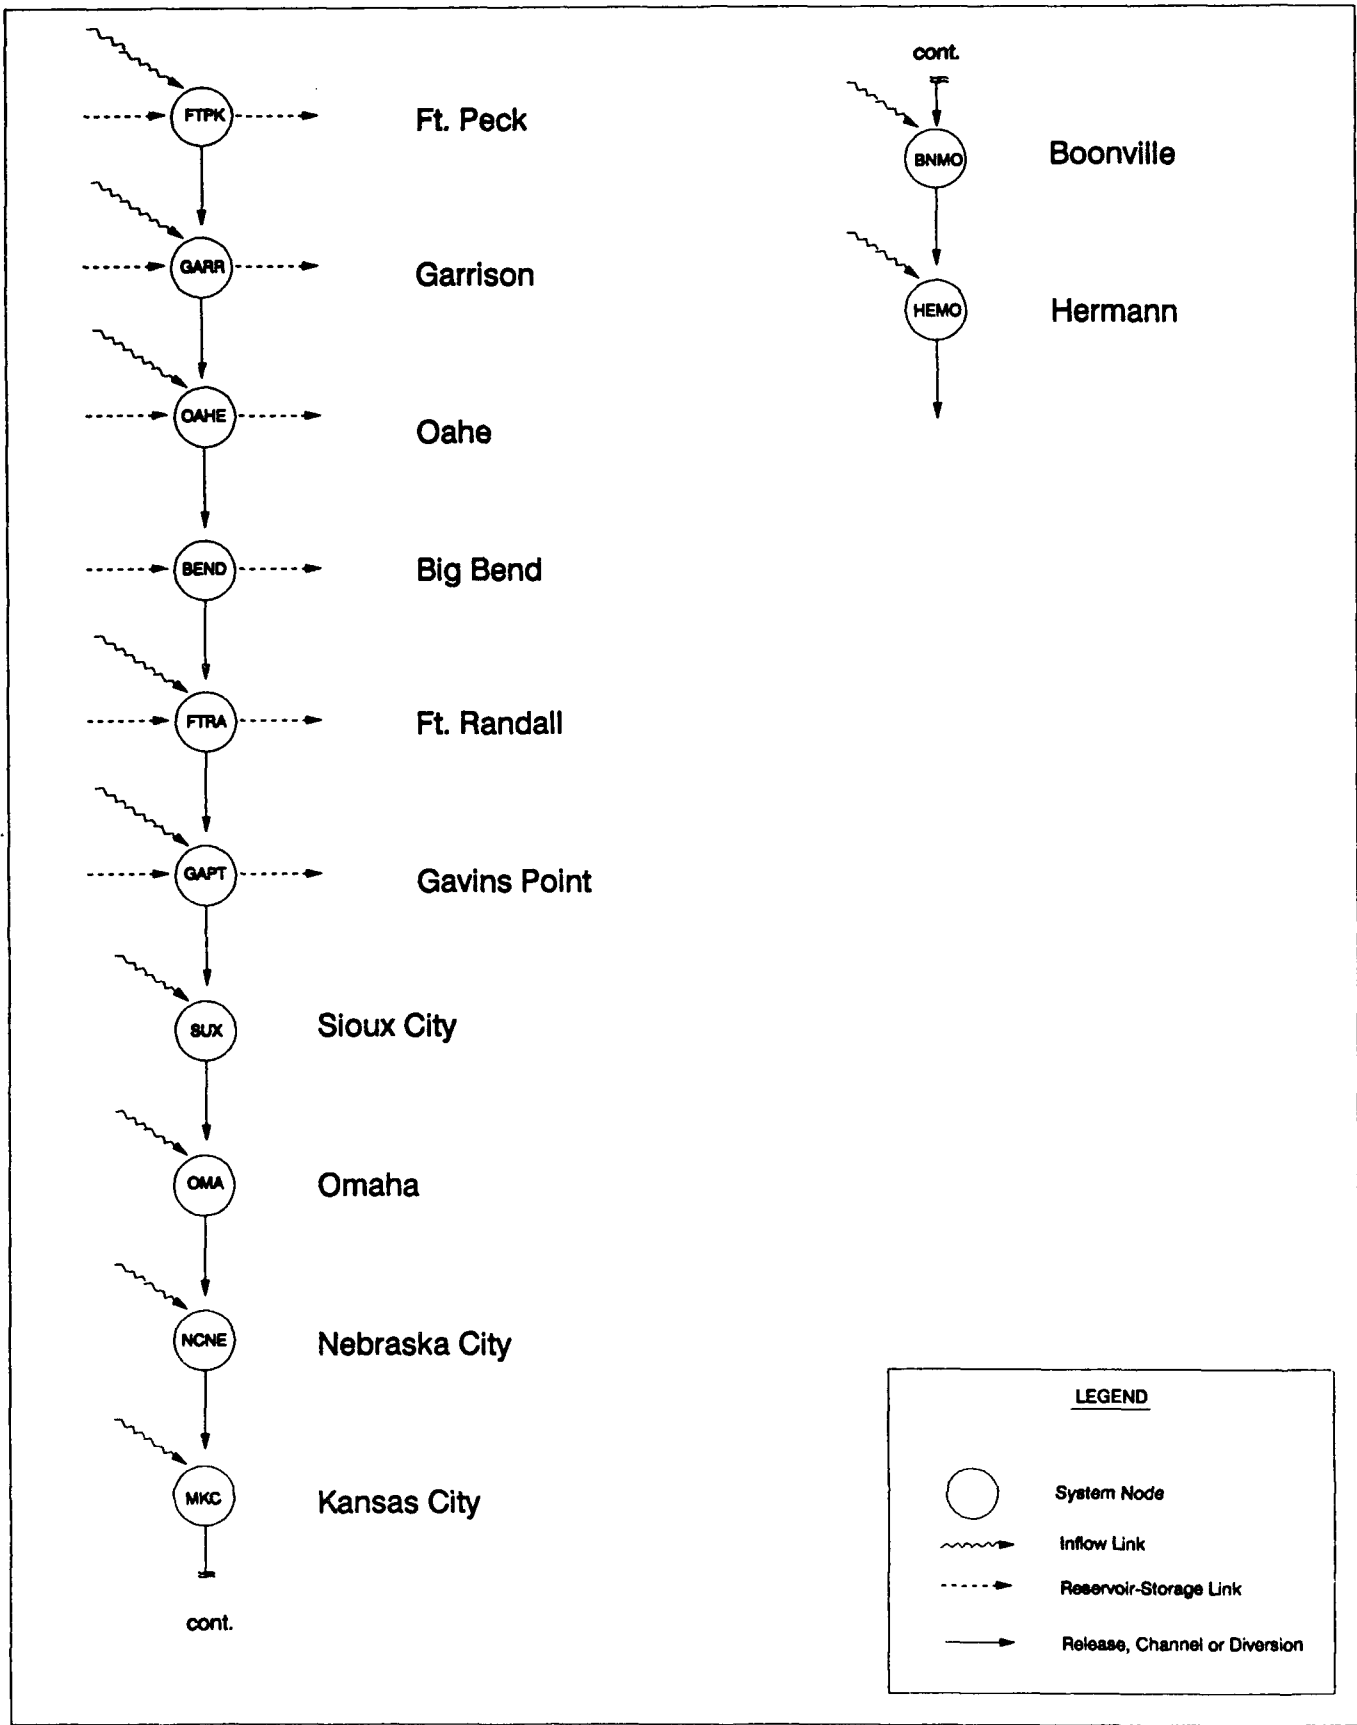 FTPK
Ft. Peck
GARR
Garrison
OAHE
Oahe
BEND
Big Bend
FTRA
Ft. Randall
GAPT
Gavins Point
SUX
Sioux City
OMA
Omaha
NCNE
Nebraska City
MKC
Kansas City
cont.
cont.
BNMO
Boonville
HEMO
Hermann
LEGEND
System Node
Inflow Link
Reservoir-Storage Link
Release, Channel or Diversion